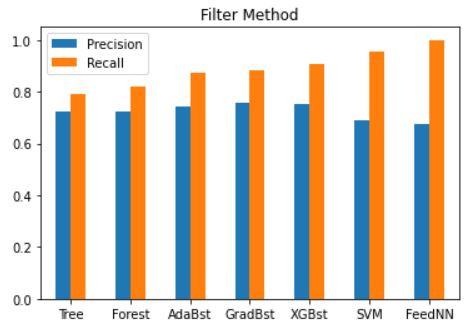 Filter Method
Precision
Recall
1.0
0.8
0.6
0.4
0.2
0.0
Tree Forest AdaBst GradBst XGBst SVM FeedNN